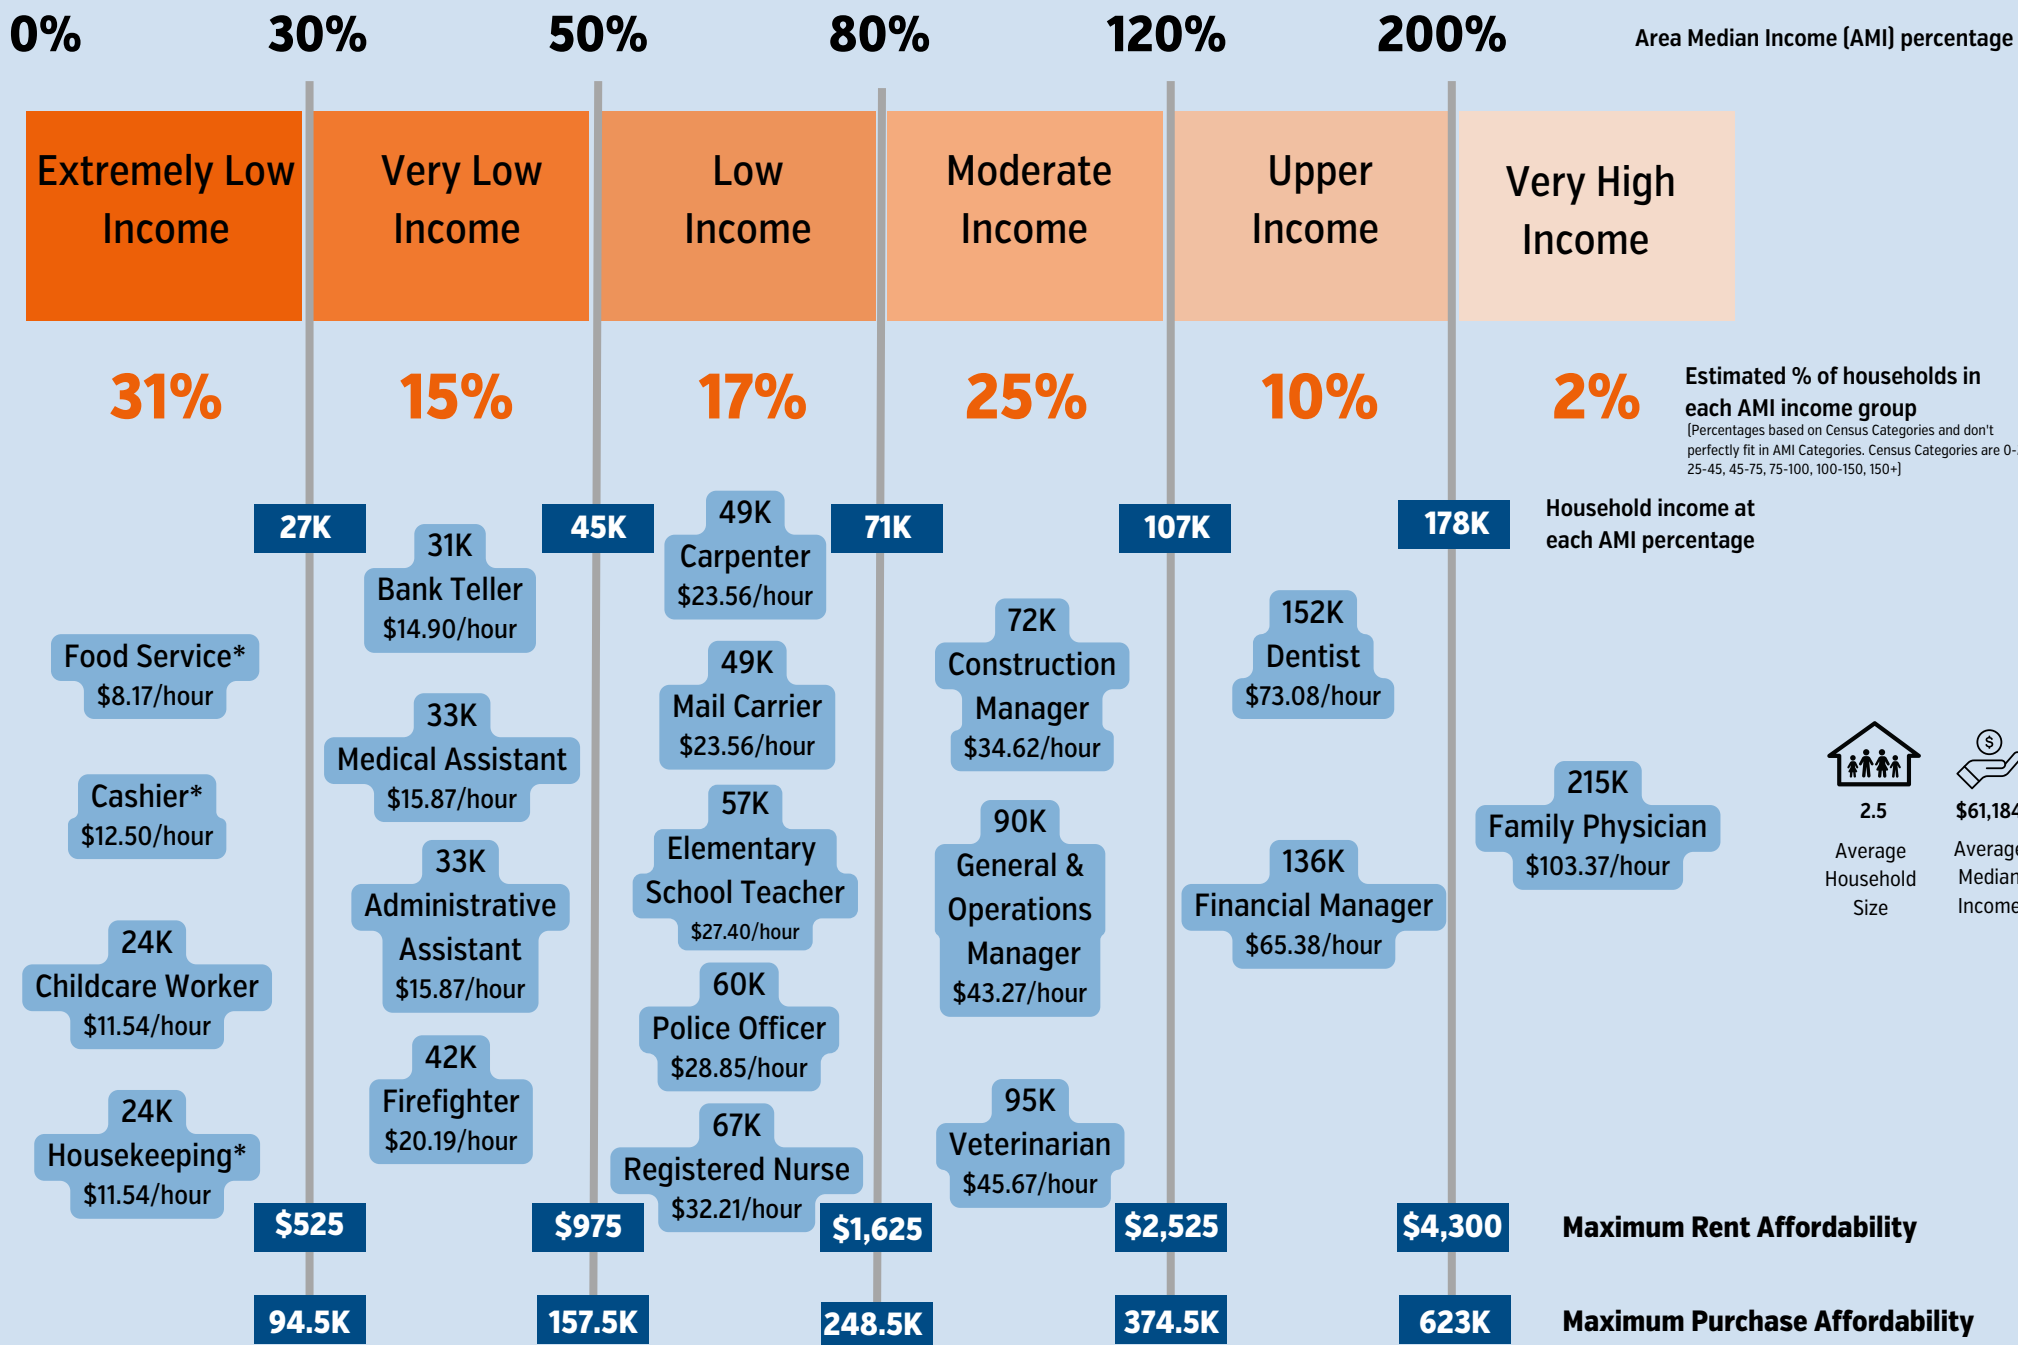 0% 30% 50% 80% 120% 200% Area Median Income (AMI) percentage
Extremely Low
Income
Very Low
Income
Low
Income
Moderate
Income
Upper
Income
Very High
Income
31% 15% 17% 25% 10% 2%
Estimated % of households in
each AMI income group
(Percentages based on Census Categories and don't
perfectly fit in AMI Categories. Census Categories are
25-45, 45-75, 75-100, 100-150, 150+)
27K 45K 71K 107K 178K
Household income at
each AMI percentage
Food Service*
$8.17/hour
Cashier*
$12.50/hour
24K
Childcare Worker
$11.54/hour
24K
Housekeeping*
$11.54/hour
31K
Bank Teller
$14.90/hour
33K
Medical Assistant
$15.87/hour
33K
Administrative
Assistant
$15.87/hour
42K
Firefighter
$20.19/hour
49K
Carpenter
$23.56/hour
49K
Mail Carrier
$23.56/hour
57K
Elementary
School Teacher
$27.40/hour
60K
Police Officer
$28.85/hour
67K
Registered Nurse
$32.21/hour
72K
Construction
Manager
$34.62/hour
90K
General &
Operations
Manager
$43.27/hour
95K
Veterinarian
$45.67/hour
152K
Dentist
$73.08/hour
136K
Financial Manager
$65.38/hour
215K
Family Physician
$103.37/hour
2.5
Average
Household
Size
$
$61,184
Average
Median
Income
$525 $975 $1,625 $2,525 $4,300 Maximum Rent Affordability
94.5K 157.5K 248.5K 374.5K 623K Maximum Purchase Affordability